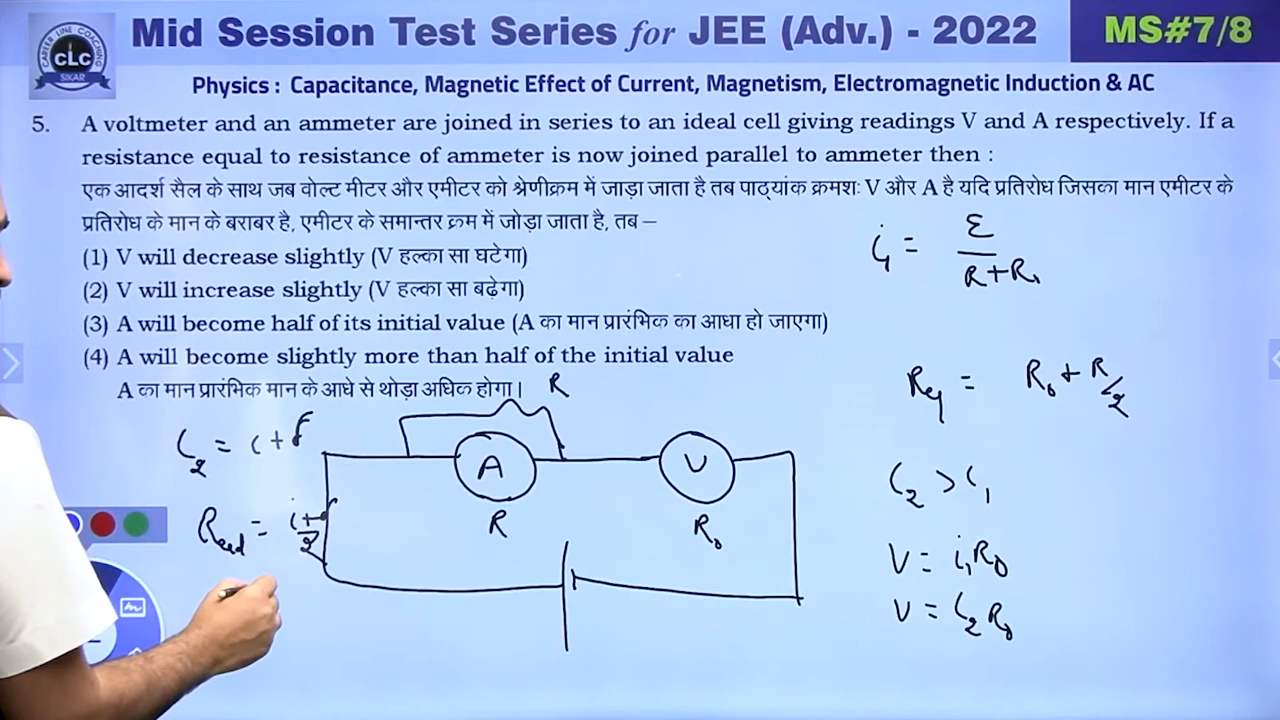 CAREER LINE COACHING
CLC
SIKAR
Mid Session Test Series for JEE (Adv.) - 2022
MS#7/8
Physics : Capacitance, Magnetic Effect of Current, Magnetism, Electromagnetic Induction & AC
5. A voltmeter and an ammeter are joined in series to an ideal cell giving readings V and A respectively. If a
resistance equal to resistance of ammeter is now joined parallel to ammeter then :
एक आदर्श सैल के साथ जब वोल्ट मीटर और एमीटर को श्रेणीक्रम में जाड़ा जाता है तब पाठ्यांक क्रमशः V और A है यदि प्रतिरोध जिसका मान एमीटर के
प्रतिरोध के मान के बराबर है, एमीटर के समान्तर क्रम में जोड़ा जाता है, तब –
(1) V will decrease slightly (V हल्का सा घटेगा)
(2) V will increase slightly (V हल्का सा बढ़ेगा)
(3) A will become half of its initial value (A का मान प्रारंभिक का आधा हो जाएगा)
(4) A will become slightly more than half of the initial value
A का मान प्रारंभिक मान के आधे से थोड़ा अधिक होगा।
R
A
R
V
R₀
i₁ = ε / R+R₀
Req = R₀ + R/2
i₂ > i₁
V = i₁R₀
V = i₂R₀
i₂ = i + f